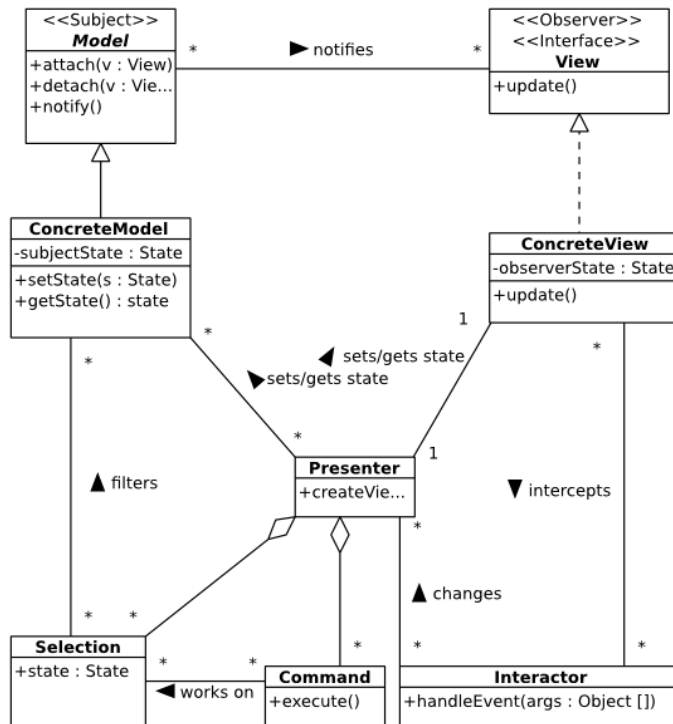 <<Subject>>
Model
+attach(v : View)
+detach(v : Vie...
+notify()
*
notifies
*
<<Observer>>
<<Interface>>
View
+update()
ConcreteModel
-subjectState : State
+setState(s : State)
+getState() : state
ConcreteView
-observerState : State
+update()
*
*
1
*
sets/gets state
sets/gets state
*
1
Presenter
+createVie...
filters
intercepts
*
changes
*
*
*
*
*
Selection
+state : State
*
*
works on
Command
+execute()
Interactor
+handleEvent(args : Object [])